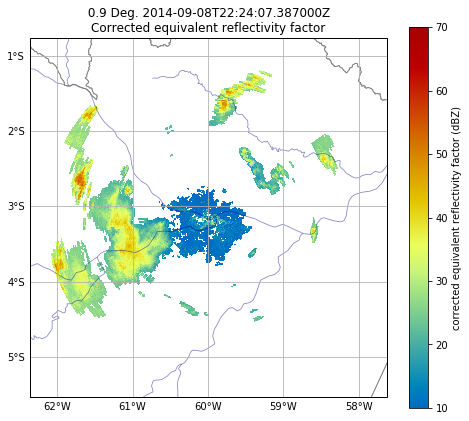 0.9 Deg. 2014-09-08T22:24:07.387000Z
Corrected equivalent reflectivity factor
1°S
2°S
3°S
4°S
5°S
62°W 61°W 60°W 59°W 58°W
70
60
50
40
30
20
10
corrected equivalent reflectivity factor (dBZ)